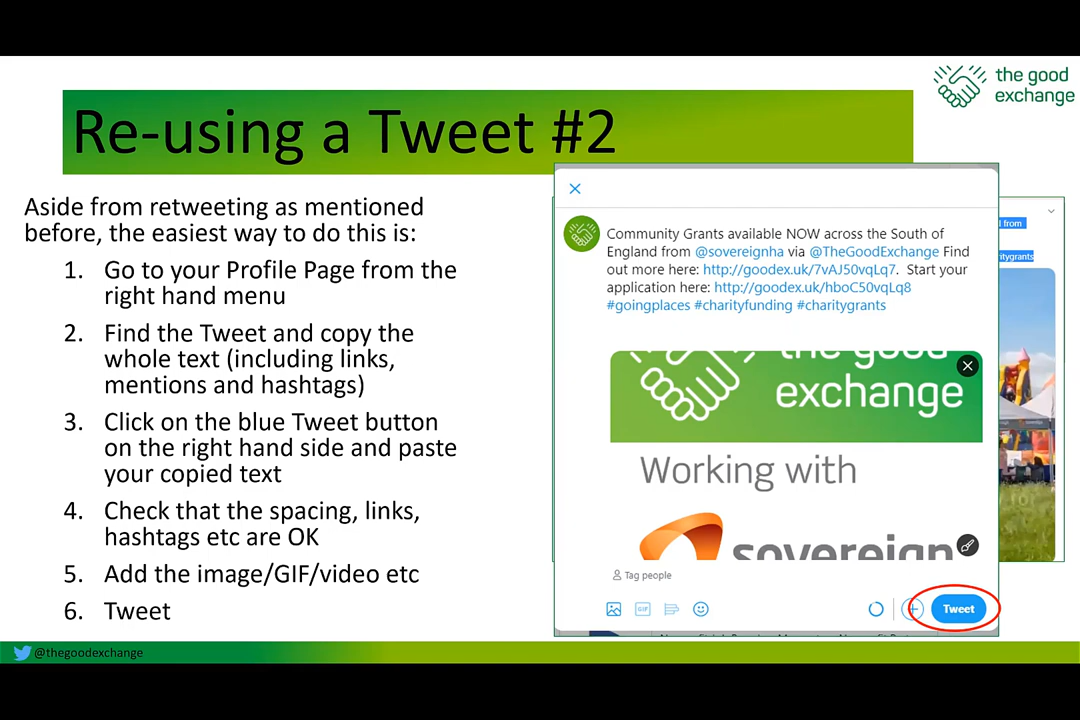 the good
exchange
Re-using a Tweet #2
Aside from retweeting as mentioned
before, the easiest way to do this is:
1. Go to your Profile Page from the
right hand menu
2. Find the Tweet and copy the
whole text (including links,
mentions and hashtags)
3. Click on the blue Tweet button
on the right hand side and paste
your copied text
4. Check that the spacing, links,
hashtags etc are OK
5. Add the image/GIF/video etc
6. Tweet
Community Grants available NOW across the South of
England from @sovereignha via @TheGoodExchange Find
out more here: http://goodex.uk/7vAJ50vqLq7. Start your
application here: http://goodex.uk/hboC50vqLq8
#goingplaces #charityfunding #charitygrants
the good
exchange
Working with
sovereign
Tag people
GIF
Tweet
from
@thegoodexchange